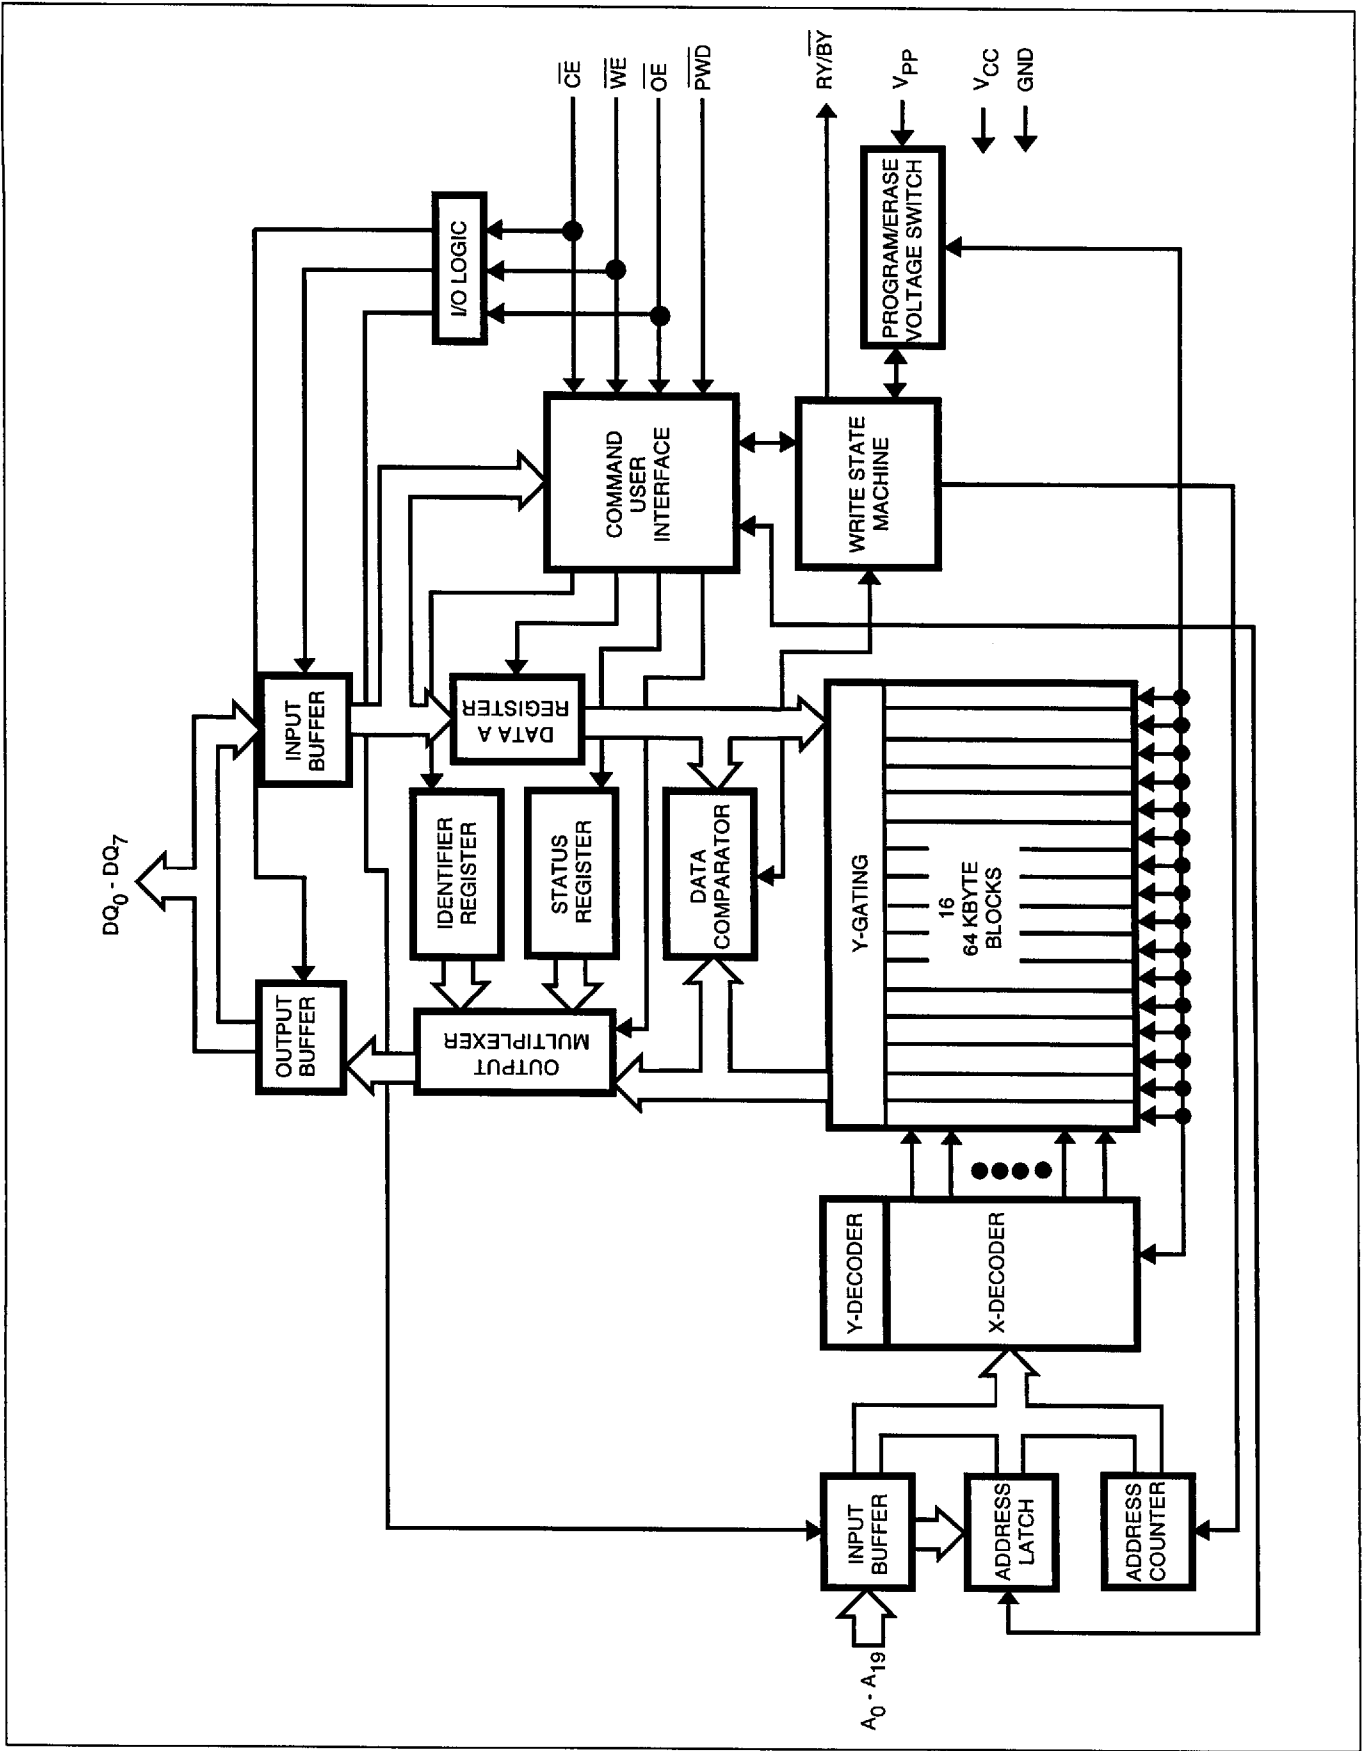 DQ0 - DQ7
OUTPUT
BUFFER
INPUT
BUFFER
I/O LOGIC
CE
WE
OE
PWD
IDENTIFIER
REGISTER
STATUS
REGISTER
DATA A
REGISTER
OUTPUT
MULTIPLEXER
DATA
COMPARATOR
COMMAND
USER
INTERFACE
WRITE STATE
MACHINE
RY/BY
PROGRAM/ERASE
VOLTAGE SWITCH
VPP
VCC
GND
A0 - A19
INPUT
BUFFER
ADDRESS
LATCH
ADDRESS
COUNTER
Y-DECODER
X-DECODER
Y-GATING
16
64 KBYTE
BLOCKS